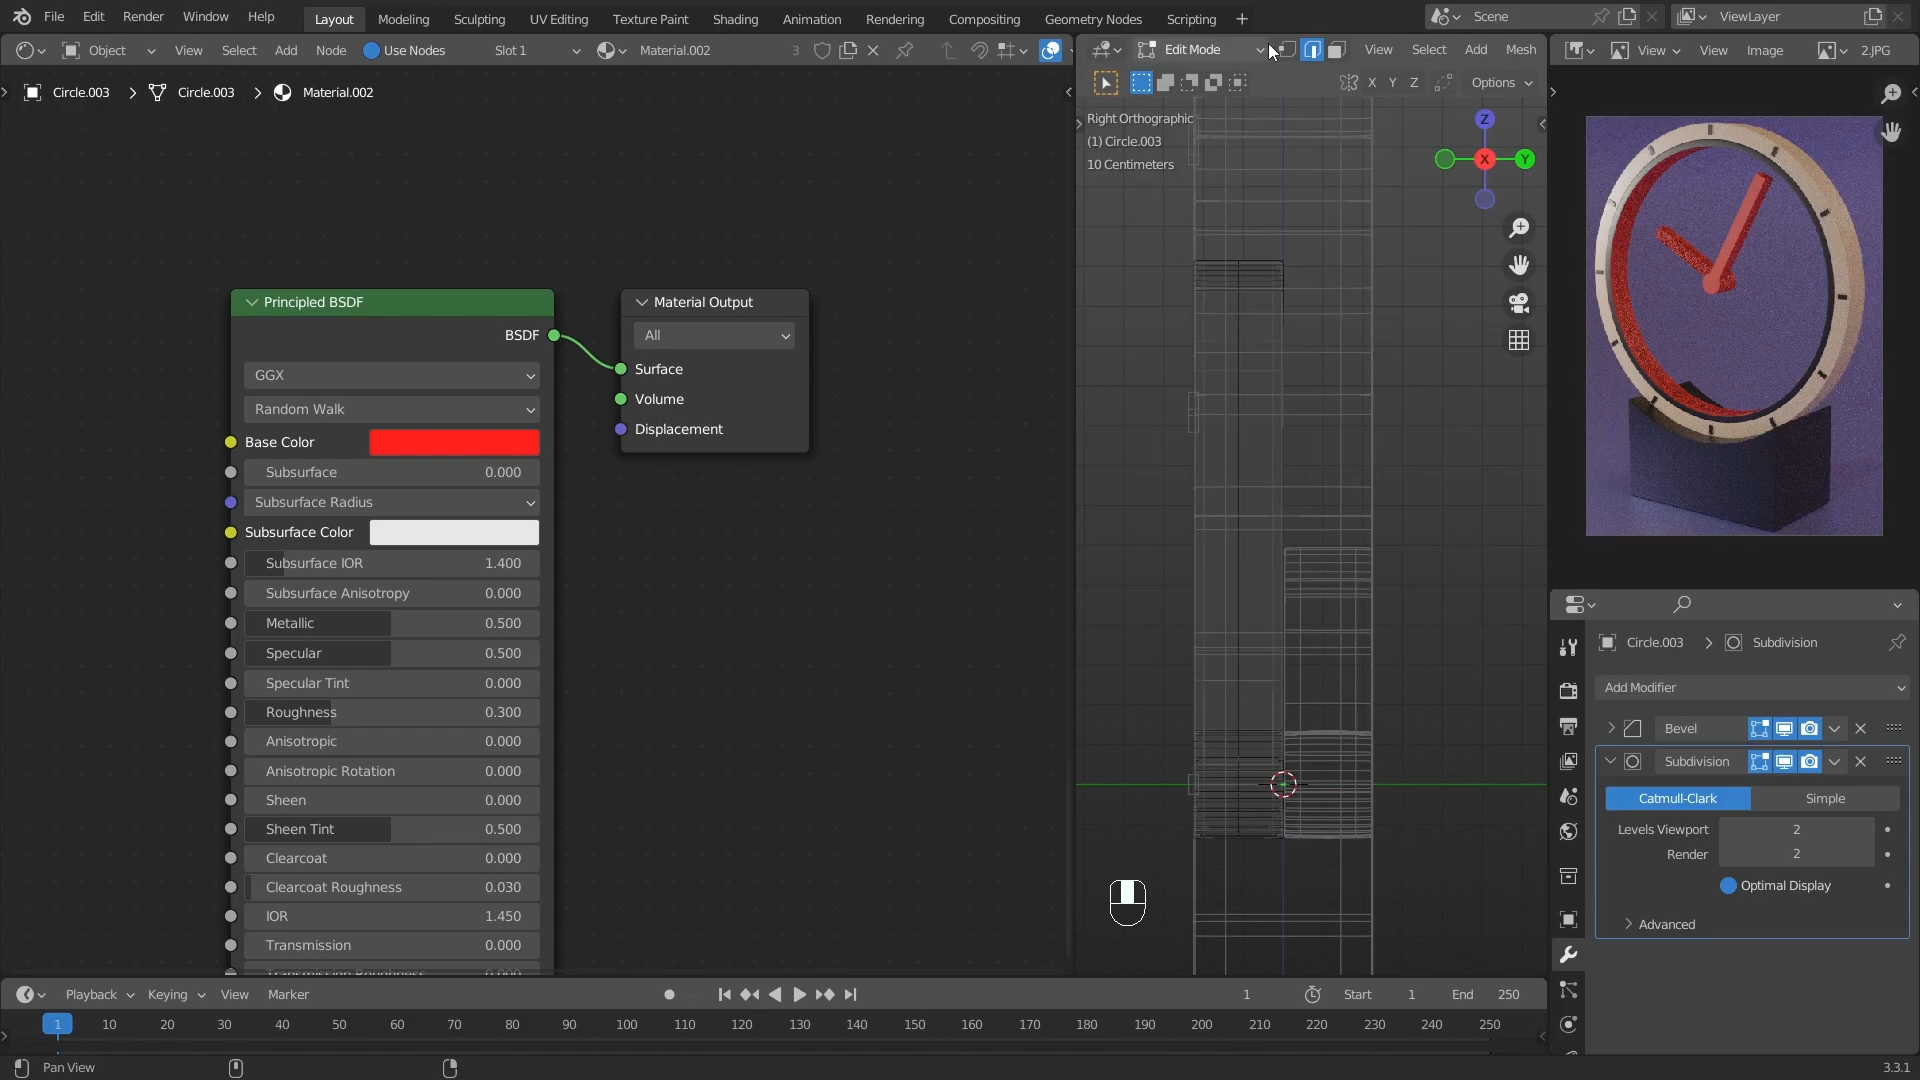 File Edit Render Window Help Layout Modeling Sculpting UV Editing Texture Paint Shading Animation Rendering Compositing Geometry Nodes Scripting + Scene ViewLayer
Object View Select Add Node Use Nodes Slot 1 Material.002 3 Edit Mode View Select Add Mesh View View Image 2.JPG
X Y Z Options
Circle.003 > Circle.003 > Material.002
Right Orthographic
(1) Circle.003
10 Centimeters
Z
X
Y
Principled BSDF
BSDF
GGX
Random Walk
Base Color
Subsurface 0.000
Subsurface Radius
Subsurface Color
Subsurface IOR 1.400
Subsurface Anisotropy 0.000
Metallic 0.500
Specular 0.500
Specular Tint 0.000
Roughness 0.300
Anisotropic 0.000
Anisotropic Rotation 0.000
Sheen 0.000
Sheen Tint 0.500
Clearcoat 0.000
Clearcoat Roughness 0.030
IOR 1.450
Transmission 0.000
Transmission Roughness 0.000
Material Output
All
Surface
Volume
Displacement
Circle.003 > Subdivision
Add Modifier
Bevel
Subdivision
Catmull-Clark Simple
Levels Viewport 2
Render 2
Optimal Display
Advanced
Playback Keying View Marker 1 Start 1 End 250
1 10 20 30 40 50 60 70 80 90 100 110 120 130 140 150 160 170 180 190 200 210 220 230 240 250
Pan View 3.3.1